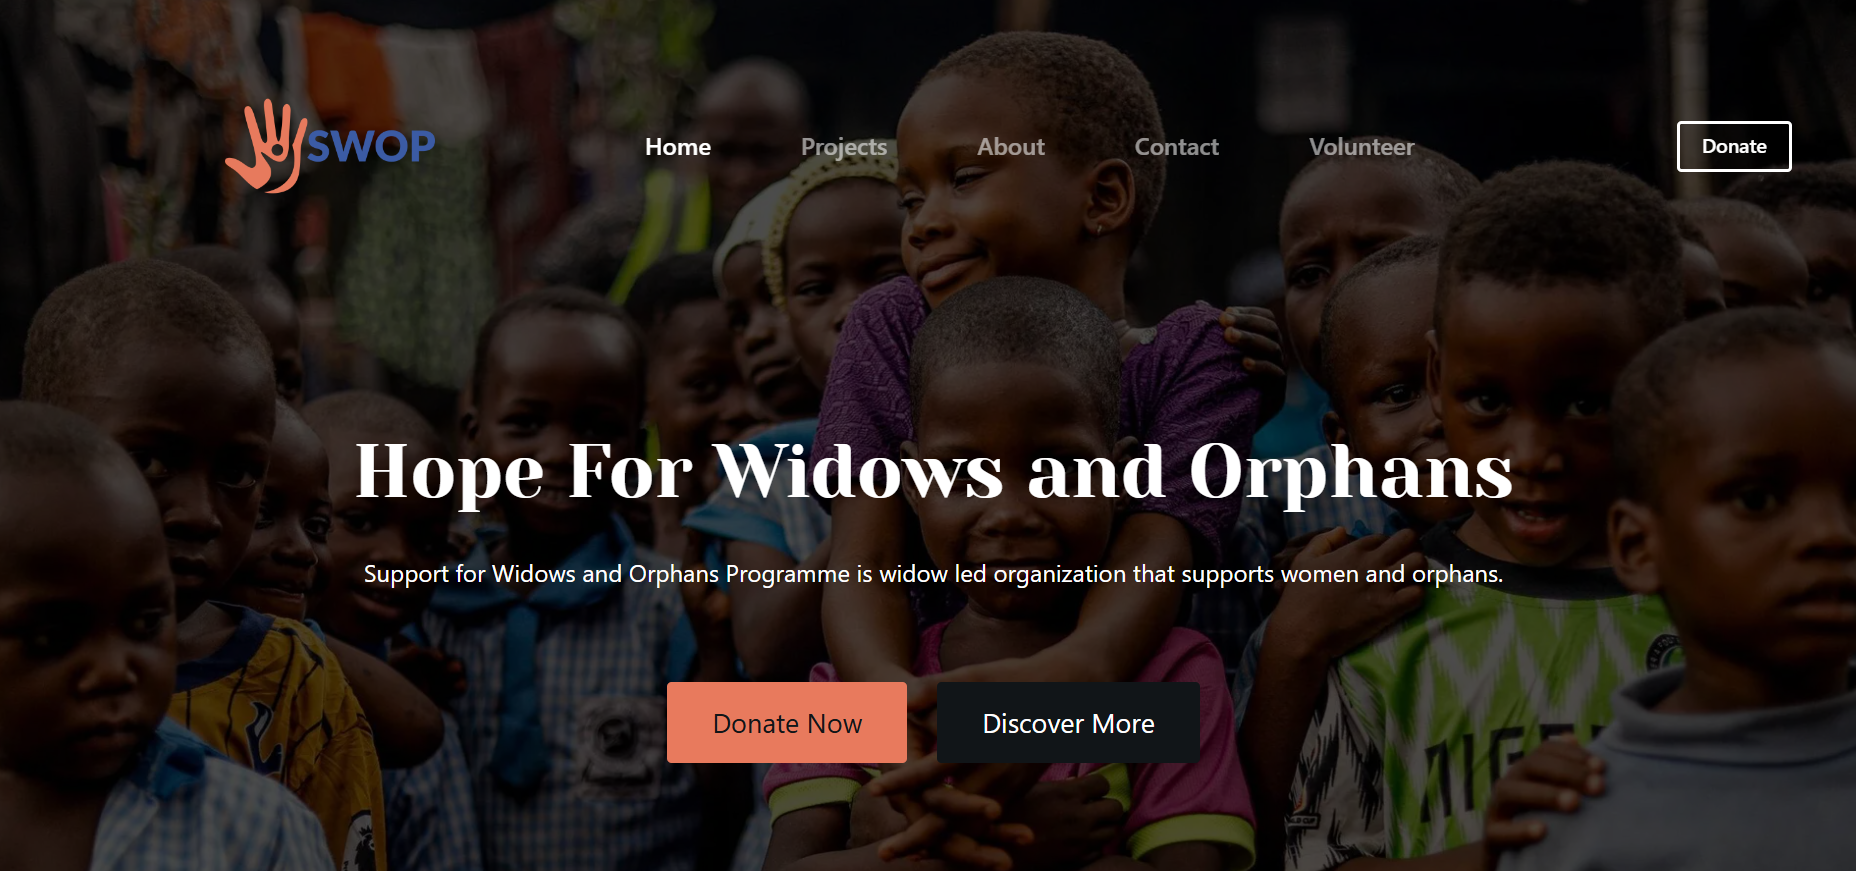 SWOP
Home
Projects
About
Contact
Volunteer
Donate
Hope For Widows and Orphans
Support for Widows and Orphans Programme is widow led organization that supports women and orphans.
Donate Now
Discover More